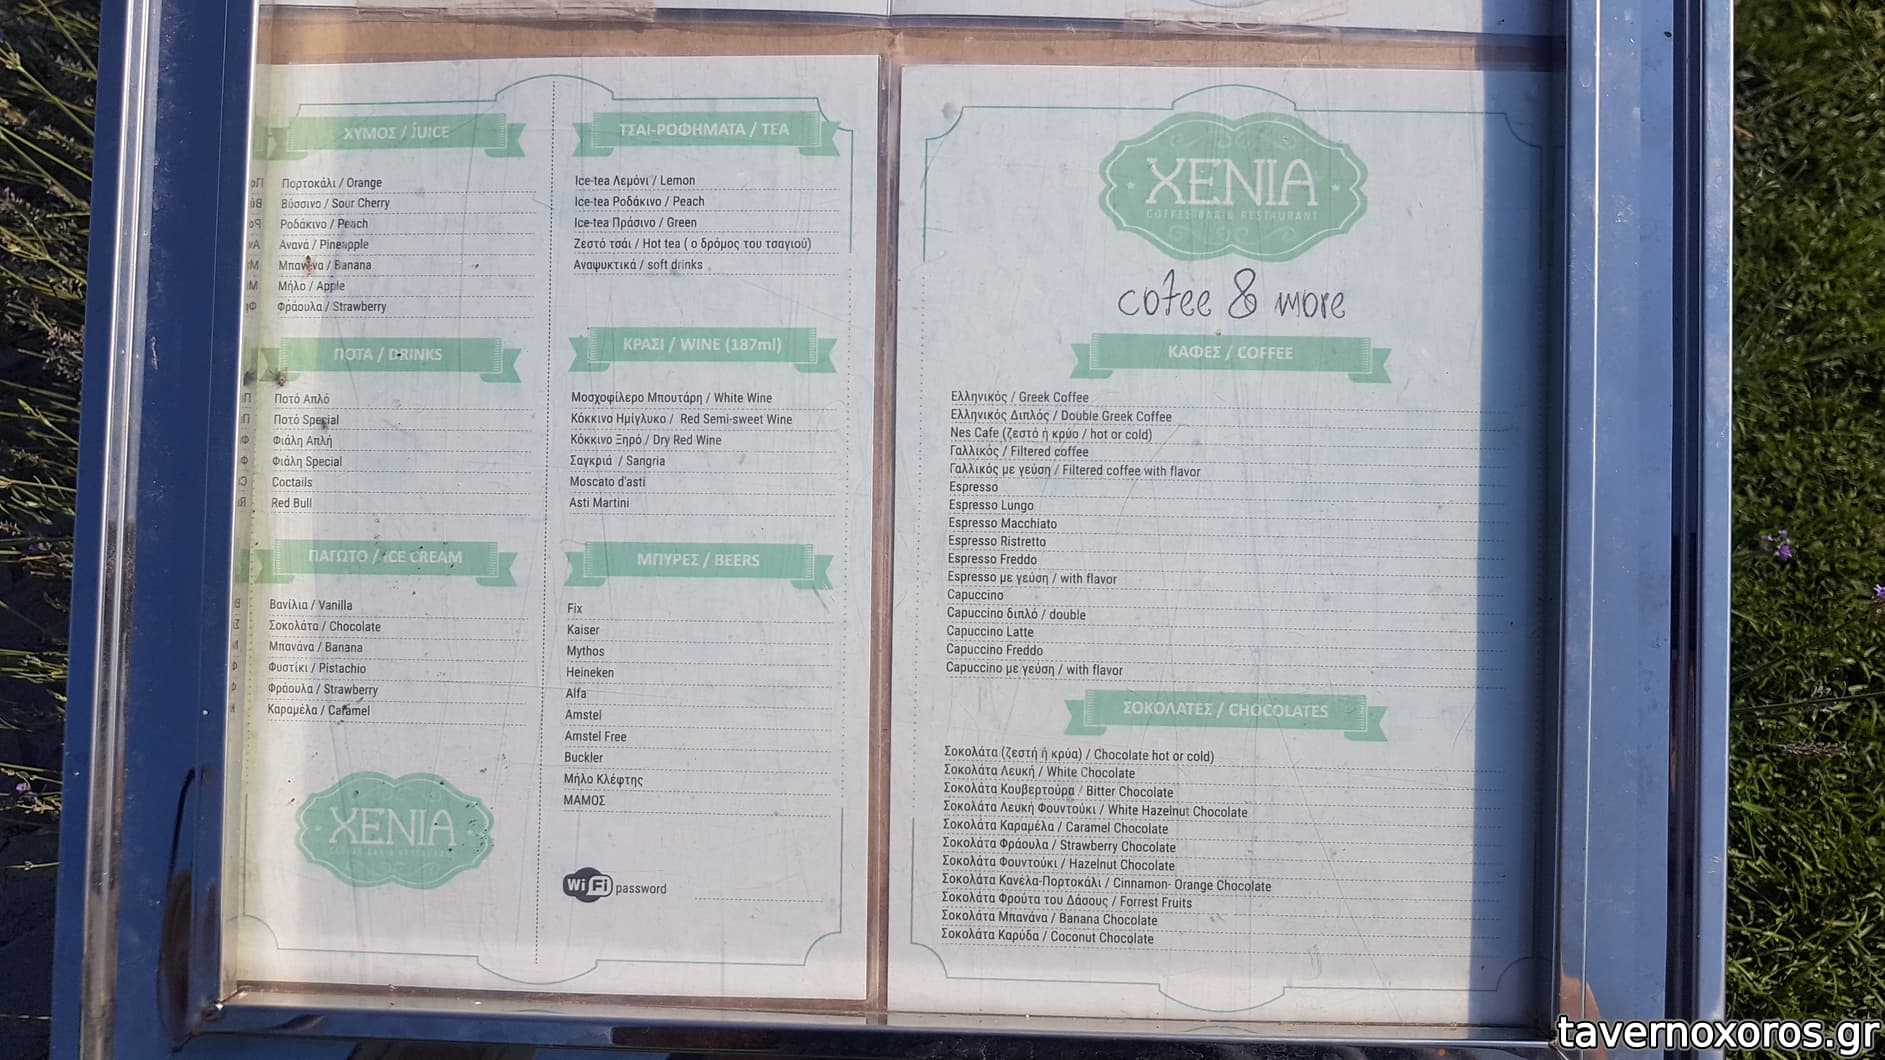 ΧΥΜΟΣ / JUICE
Πορτοκάλι / Orange
Βύσσινο / Sour Cherry
Ροδάκινο / Peach
Ανανά / Pineapple
Μπανάνα / Banana
Μήλο / Apple
Φράουλα / Strawberry
ΠΟΤΑ / DRINKS
Ποτό Απλό
Ποτό Special
Φιάλη Απλή
Φιάλη Special
Coctails
Red Bull
ΠΑΓΩΤΟ / ICE CREAM
Βανίλια / Vanilla
Σοκολάτα / Chocolate
Μπανάνα / Banana
Φυστίκι / Pistachio
Φράουλα / Strawberry
Καραμέλα / Caramel
XENIA
COFFEE BAR & RESTAURANT
ΤΣΑΙ-ΡΟΦΗΜΑΤΑ / TEA
Ice-tea Λεμόνι / Lemon
Ice-tea Ροδάκινο / Peach
Ice-tea Πράσινο / Green
Ζεστό τσάι / Hot tea ( ο δρόμος του τσαγιού)
Αναψυκτικά / soft drinks
ΚΡΑΣΙ / WINE (187ml)
Μοσχοφίλερο Μπουτάρη / White Wine
Κόκκινο Ημίγλυκο / Red Semi-sweet Wine
Κόκκινο Ξηρό / Dry Red Wine
Σαγκριά / Sangria
Moscato d'asti
Asti Martini
ΜΠΥΡΕΣ / BEERS
Fix
Kaiser
Mythos
Heineken
Alfa
Amstel
Amstel Free
Buckler
Μήλο Κλέφτης
ΜΑΜΟΣ
WiFi password
XENIA
COFFEE BAR & RESTAURANT
cofee & more
ΚΑΦΕΣ / COFFEE
Ελληνικός / Greek Coffee
Ελληνικός Διπλός / Double Greek Coffee
Nes Cafe (ζεστό ή κρύο / hot or cold)
Γαλλικός / Filtered coffee
Γαλλικός με γεύση / Filtered coffee with flavor
Espresso
Espresso Lungo
Espresso Macchiato
Espresso Ristretto
Espresso Freddo
Espresso με γεύση / with flavor
Capuccino
Capuccino διπλό / double
Capuccino Latte
Capuccino Freddo
Capuccino με γεύση / with flavor
ΣΟΚΟΛΑΤΕΣ / CHOCOLATES
Σοκολάτα (ζεστή ή κρύα) / Chocolate hot or cold)
Σοκολάτα Λευκή / White Chocolate
Σοκολάτα Κουβερτούρα / Bitter Chocolate
Σοκολάτα Λευκή Φουντούκι / White Hazelnut Chocolate
Σοκολάτα Καραμέλα / Caramel Chocolate
Σοκολάτα Φράουλα / Strawberry Chocolate
Σοκολάτα Φουντούκι / Hazelnut Chocolate
Σοκολάτα Κανέλα-Πορτοκάλι / Cinnamon- Orange Chocolate
Σοκολάτα Φρούτα του Δάσους / Forrest Fruits
Σοκολάτα Μπανάνα / Banana Chocolate
Σοκολάτα Καρύδα / Coconut Chocolate
tavernoxoros.gr